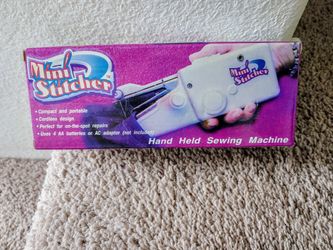 Mini
Stitcher
• Compact and portable
• Cordless design
• Perfect for on-the-spot repairs
• Uses 4 AA batteries or AC adapter (not included)
Mini
Stitcher
Hand Held Sewing Machine